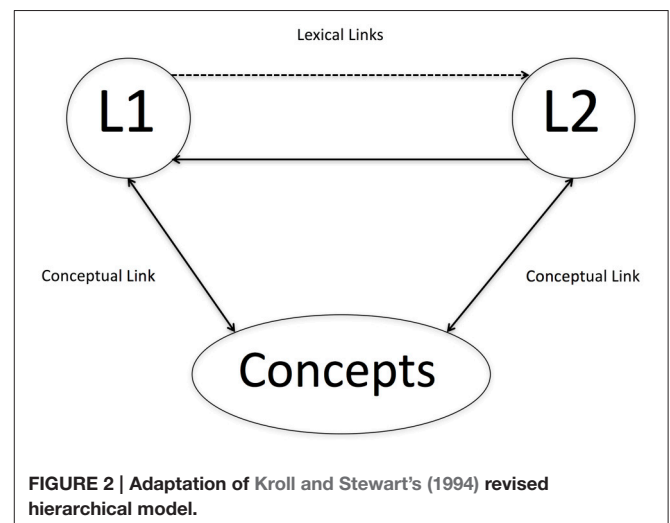 Lexical Links
L1
L2
Conceptual Link
Conceptual Link
Concepts
FIGURE 2 | Adaptation of Kroll and Stewart's (1994) revised
hierarchical model.